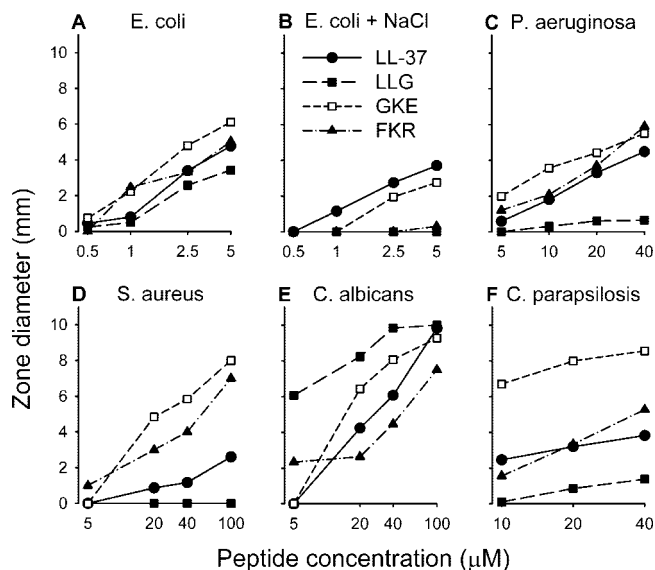 A E. coli
B E. coli + NaCl
C P. aeruginosa
10
8
6
4
2
0
LL-37
LLG
GKE
FKR
0.5 1 2.5 5
0.5 1 2.5 5
5 10 20 40
Zone diameter (mm)
D S. aureus
E C. albicans
F C. parapsilosis
10
8
6
4
2
0
5 20 40 100
5 20 40 100
10 20 40
Peptide concentration (μM)